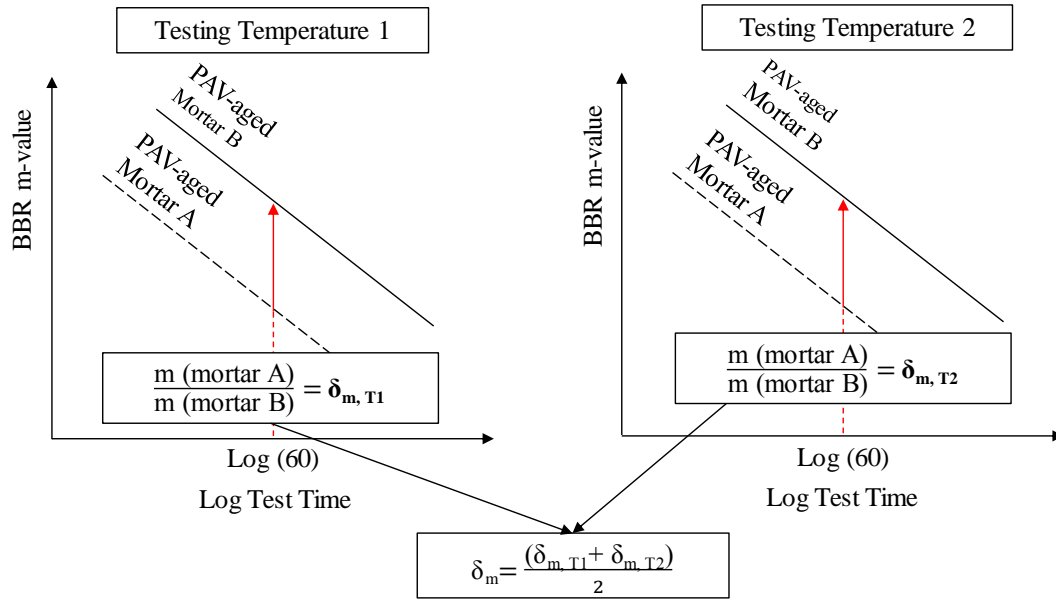 Testing Temperature 1
BBR m-value
PAV-aged
Mortar B
PAV-aged
Mortar A
m (mortar A)
m (mortar B)
= δm, T1
Log (60)
Log Test Time
Testing Temperature 2
BBR m-value
PAV-aged
Mortar B
PAV-aged
Mortar A
m (mortar A)
m (mortar B)
= δm, T2
Log (60)
Log Test Time
δm= (δm, T1+ δm, T2)
2